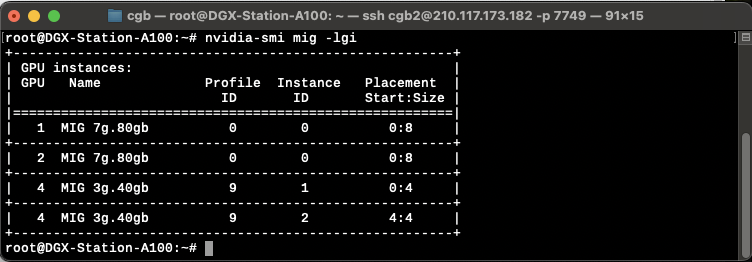 cgb — root@DGX-Station-A100: ~ — ssh cgb2@210.117.173.182 -p 7749 — 91×15
[root@DGX-Station-A100:~# nvidia-smi mig -lgi ]
+-----------------------------------------------------+
| GPU instances:                                      |
| GPU   Name             Profile  Instance   Placement  |
|                          ID       ID       Start:Size |
|=====================================================|
|   1  MIG 7g.80gb          0        0          0:8     |
+-----------------------------------------------------+
|   2  MIG 7g.80gb          0        0          0:8     |
+-----------------------------------------------------+
|   4  MIG 3g.40gb          9        1          0:4     |
+-----------------------------------------------------+
|   4  MIG 3g.40gb          9        2          4:4     |
+-----------------------------------------------------+
root@DGX-Station-A100:~#